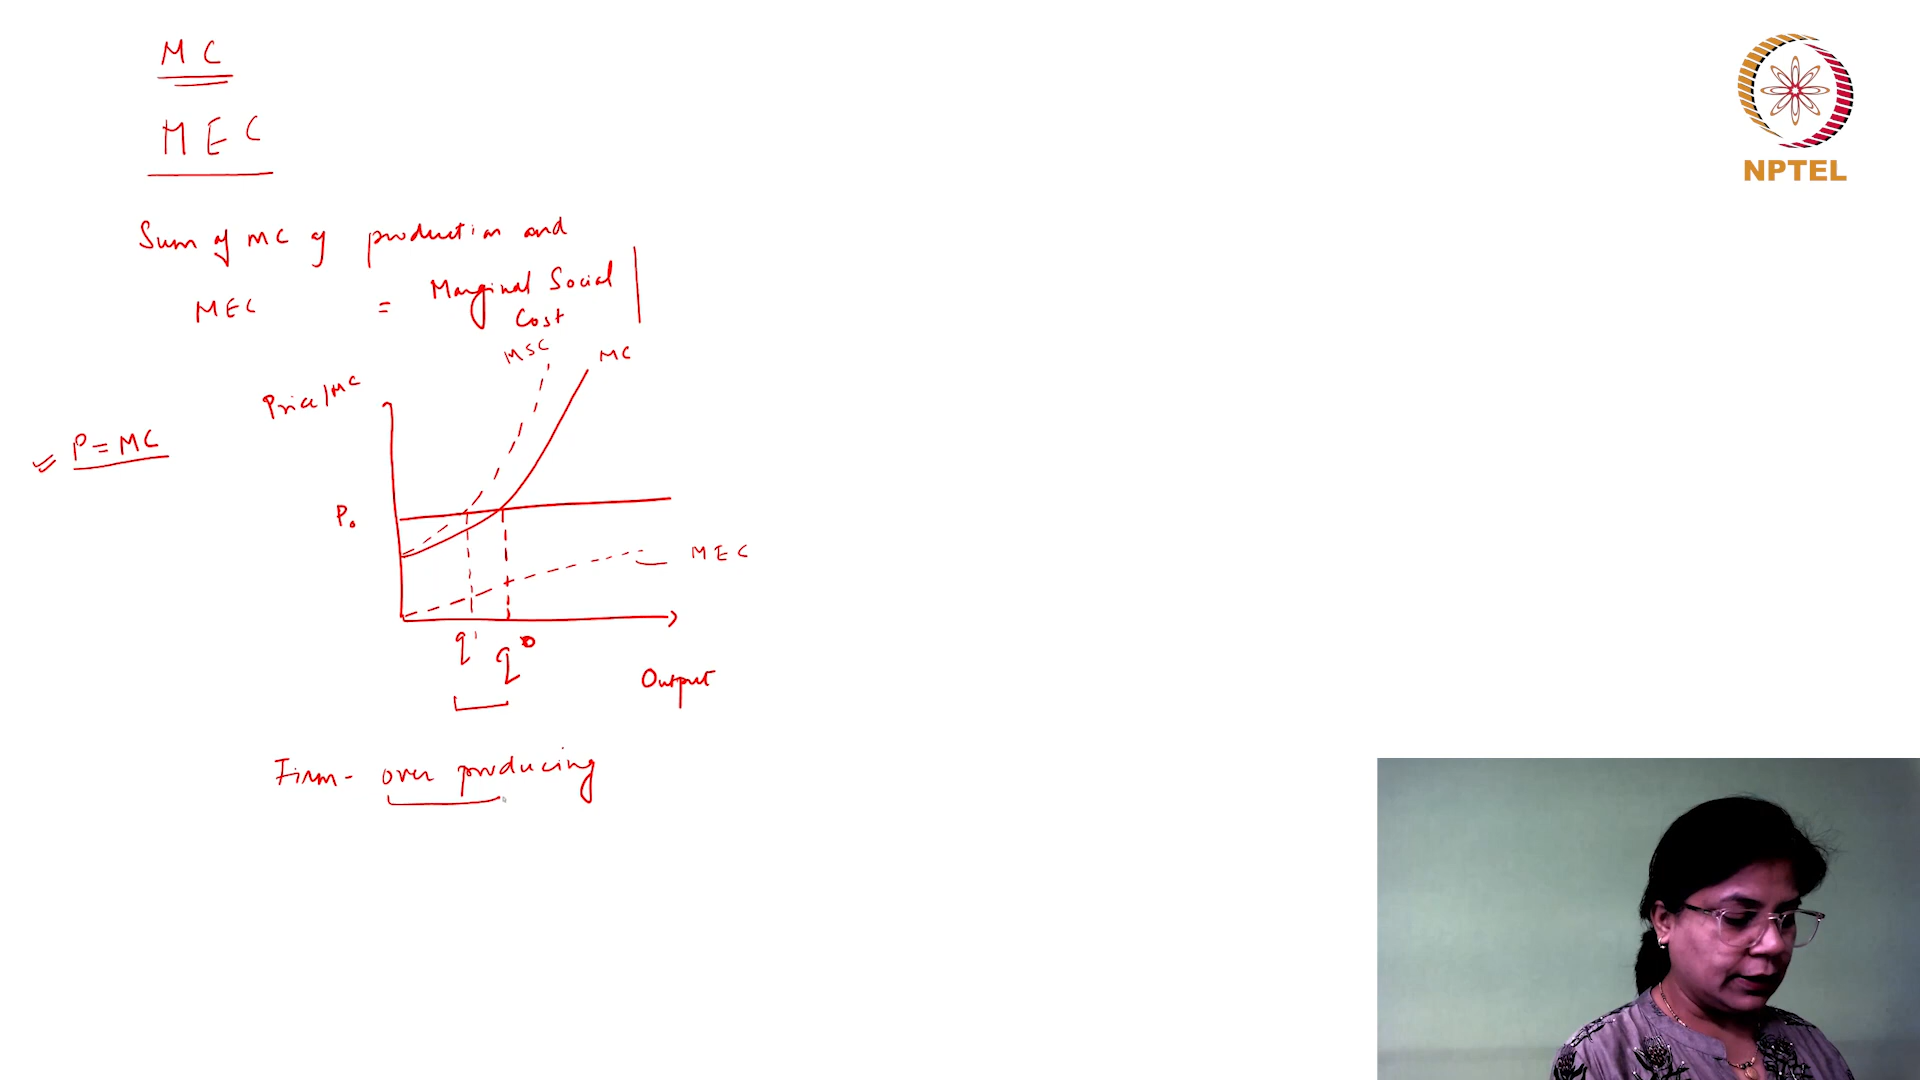 MC
NPTEL
MEC
Sum of MC of production and
MEC = Marginal Social
Cost
MSC
MC
Price/MC
P = MC
P₀
MEC
q'
q⁰
Output
Firm - over producing